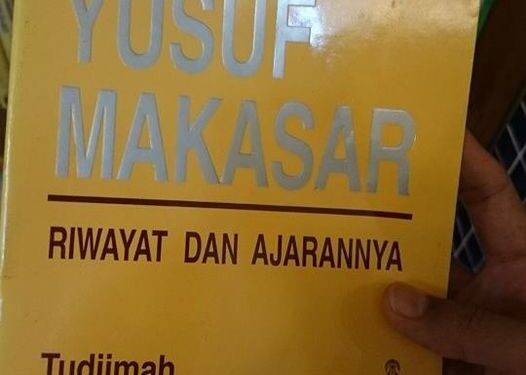 YUSUF
MAKASAR
RIWAYAT DAN AJARANNYA
Tudjimah